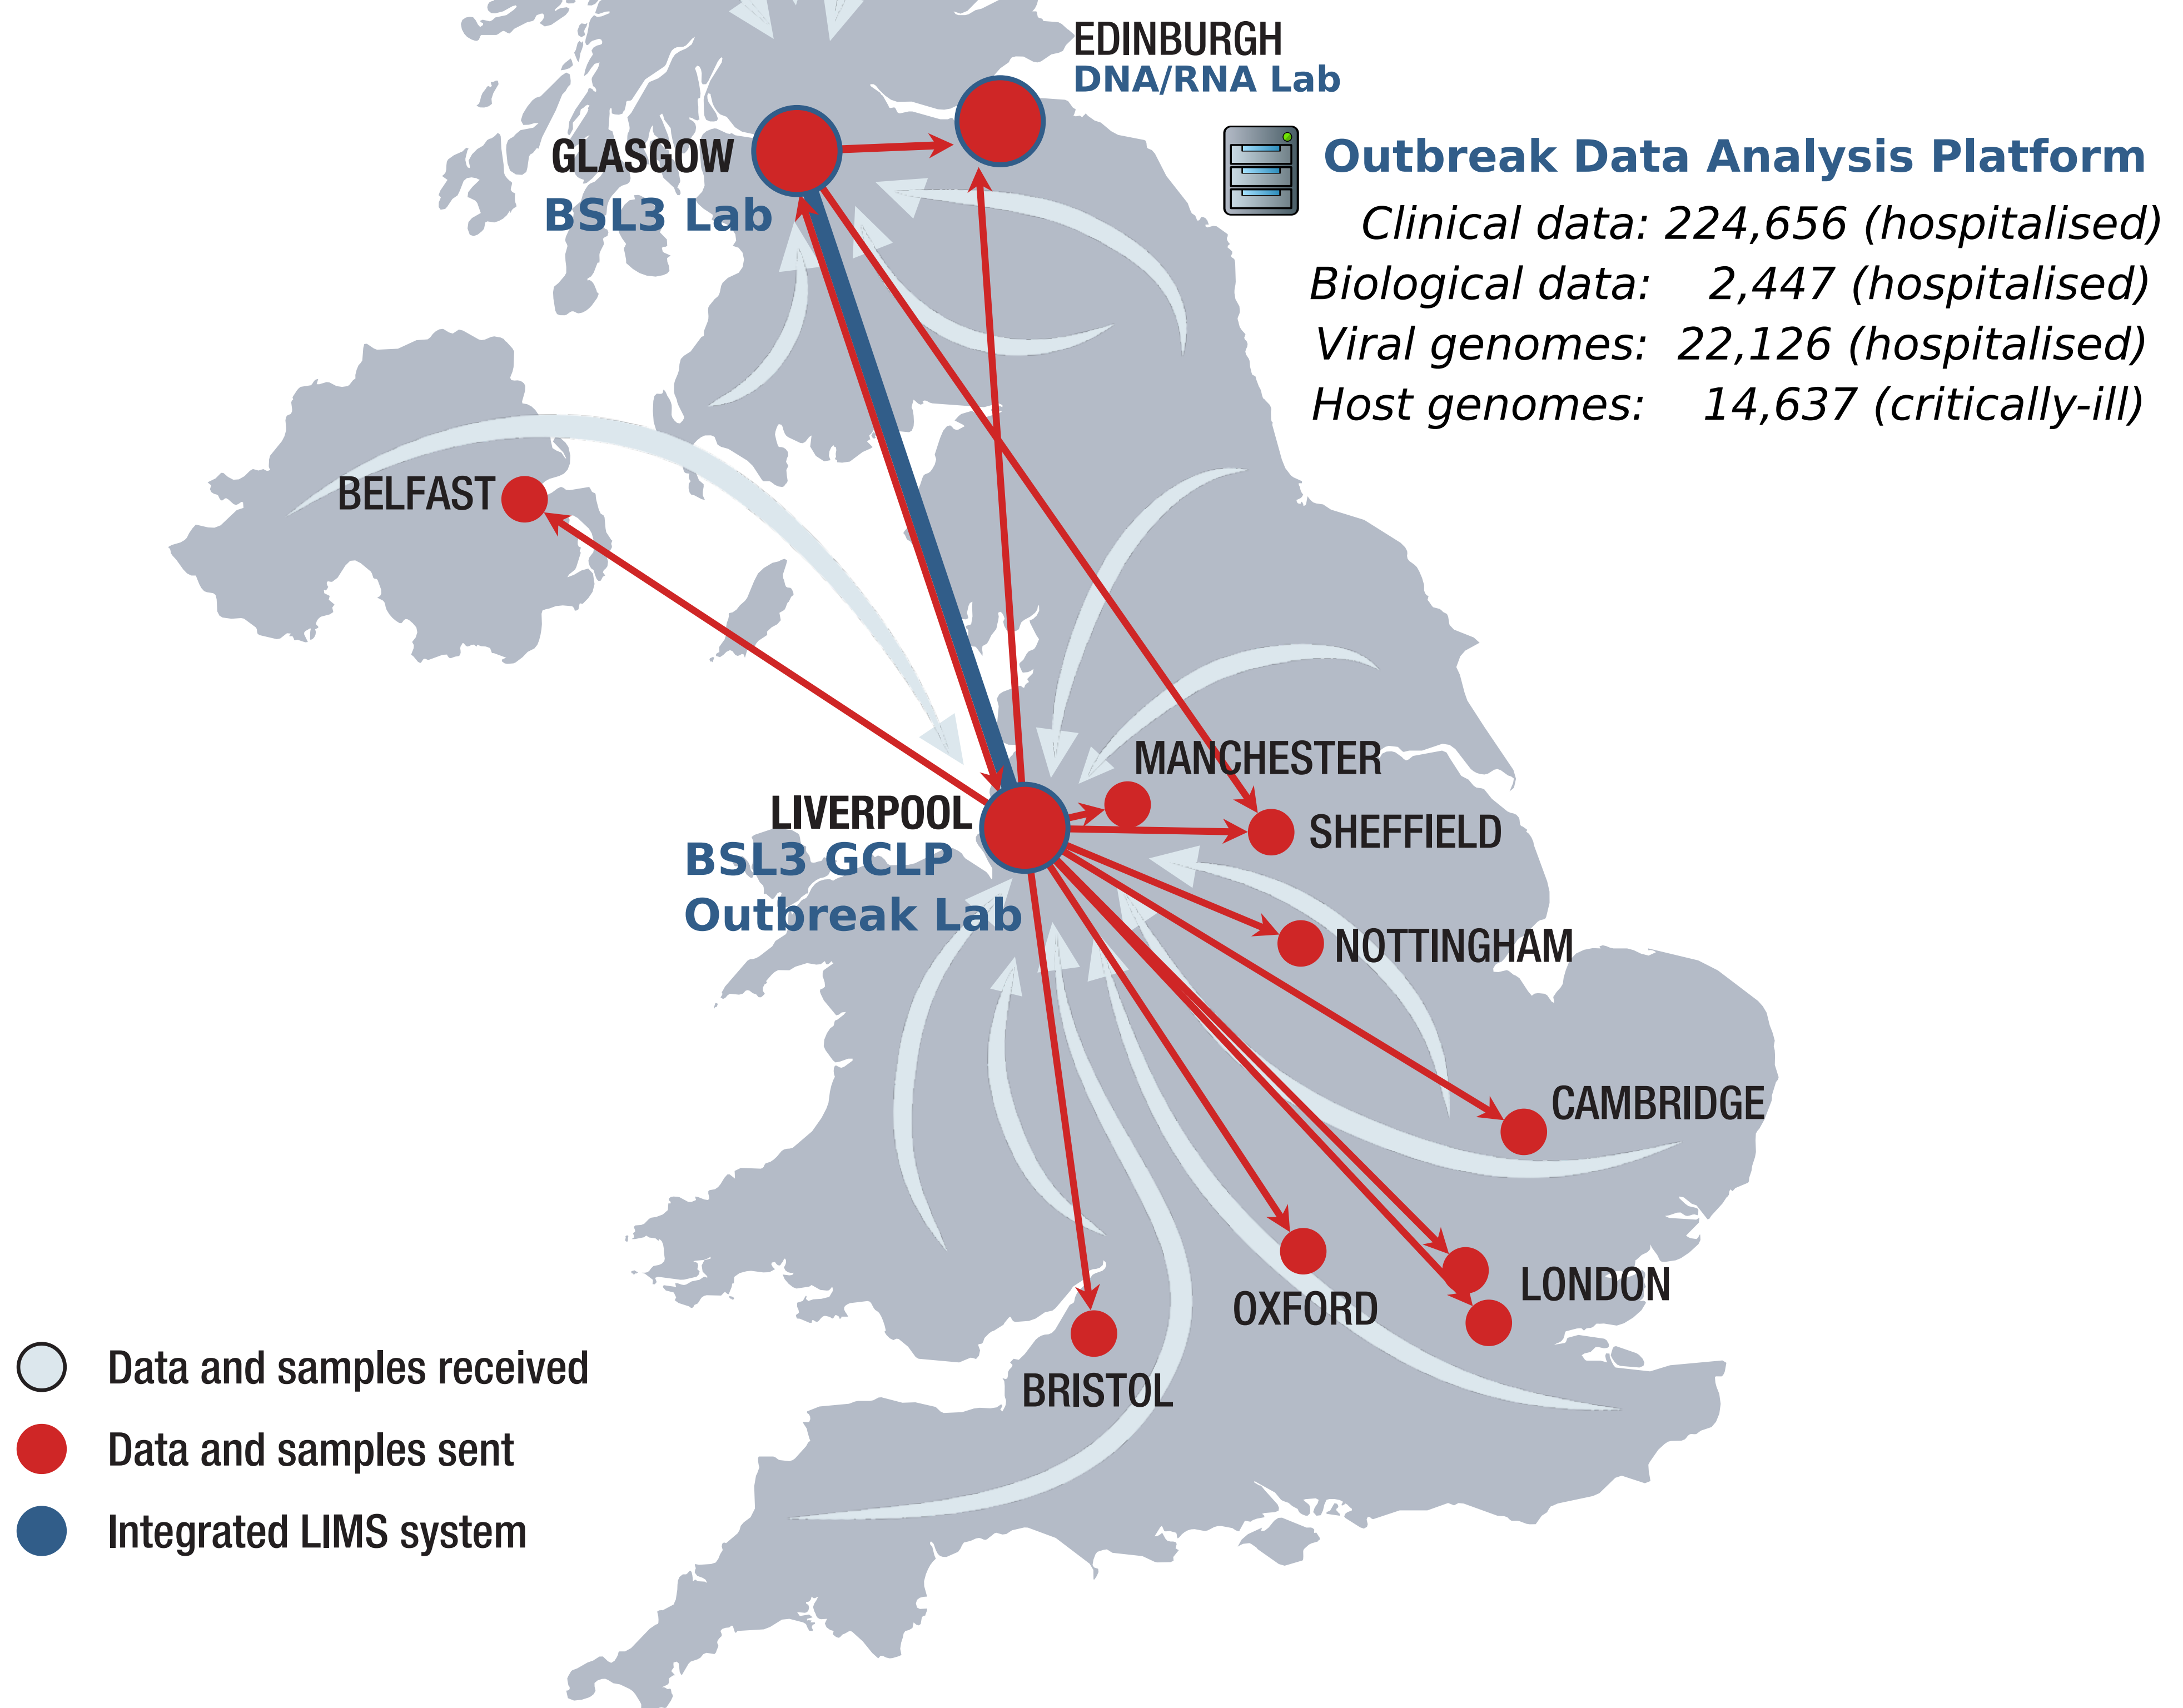 EDINBURGH
DNA/RNA Lab
GLASGOW
BSL3 Lab
Outbreak Data Analysis Platform
Clinical data: 224,656 (hospitalised)
Biological data: 2,447 (hospitalised)
Viral genomes: 22,126 (hospitalised)
Host genomes: 14,637 (critically-ill)
BELFAST
MANCHESTER
LIVERPOOL
BSL3 GCLP
Outbreak Lab
SHEFFIELD
NOTTINGHAM
CAMBRIDGE
LONDON
OXFORD
BRISTOL
Data and samples received
Data and samples sent
Integrated LIMS system